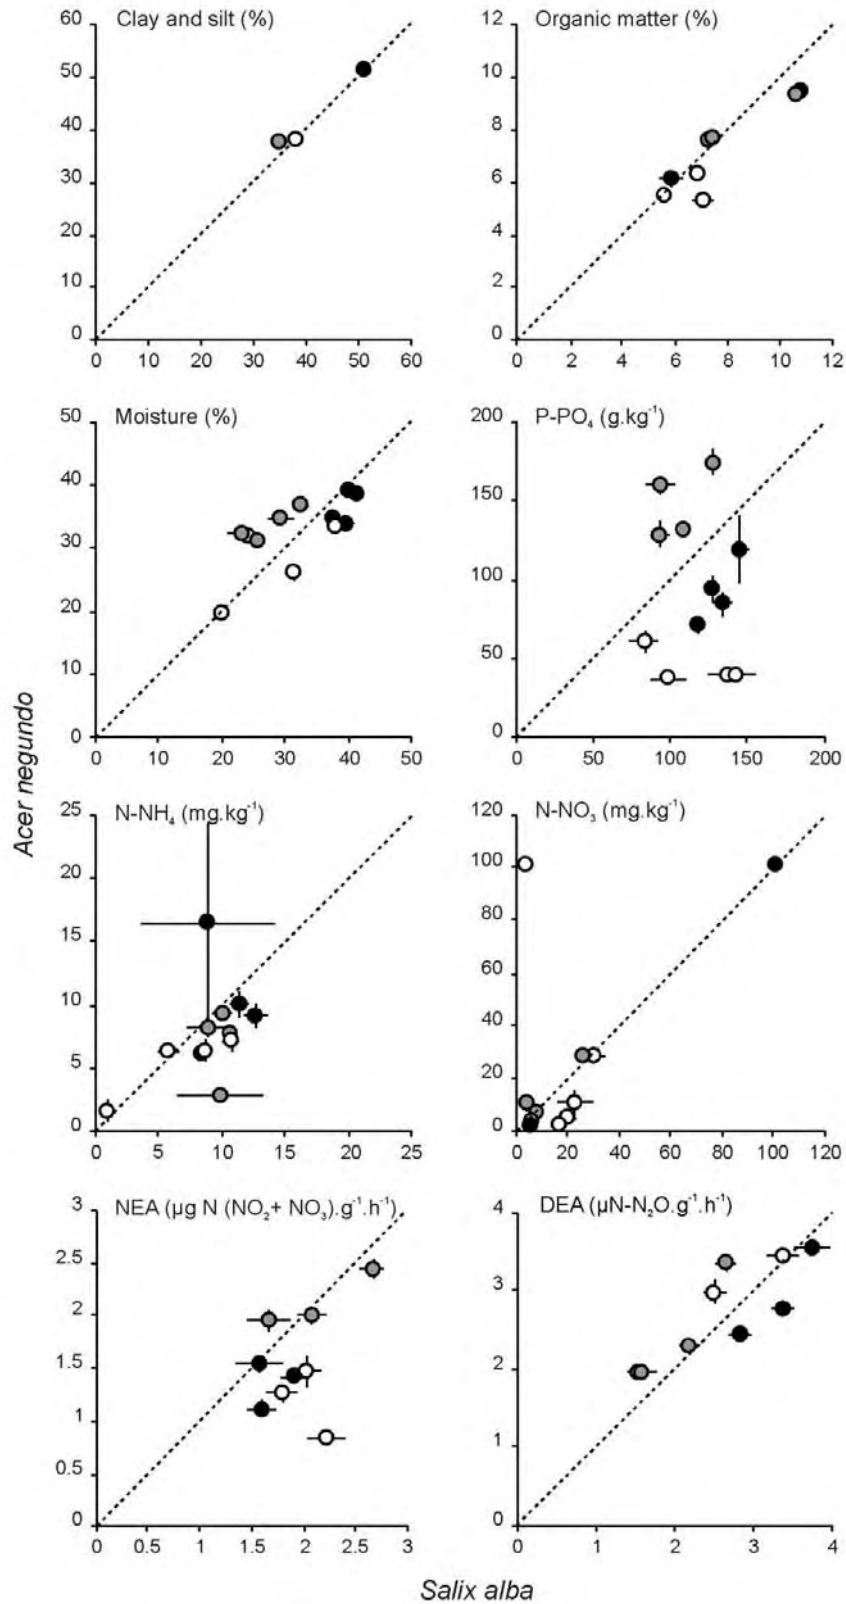 Clay and silt (%)
60
50
40
30
20
10
0
0 10 20 30 40 50 60
Organic matter (%)
12
10
8
6
4
2
0
0 2 4 6 8 10 12
Moisture (%)
50
40
30
20
10
0
0 10 20 30 40 50
P-PO₄ (g.kg⁻¹)
200
150
100
50
0
0 50 100 150 200
Acer negundo
N-NH₄ (mg.kg⁻¹)
25
20
15
10
5
0
0 5 10 15 20 25
N-NO₃ (mg.kg⁻¹)
120
100
80
60
40
20
0
0 20 40 60 80 100 120
NEA (µg N (NO₂+ NO₃).g⁻¹.h⁻¹)
3
2.5
2
1.5
1
0.5
0
0 0.5 1 1.5 2 2.5 3
DEA (µN-N₂O.g⁻¹.h⁻¹)
4
3
2
1
0
0 1 2 3 4
Salix alba